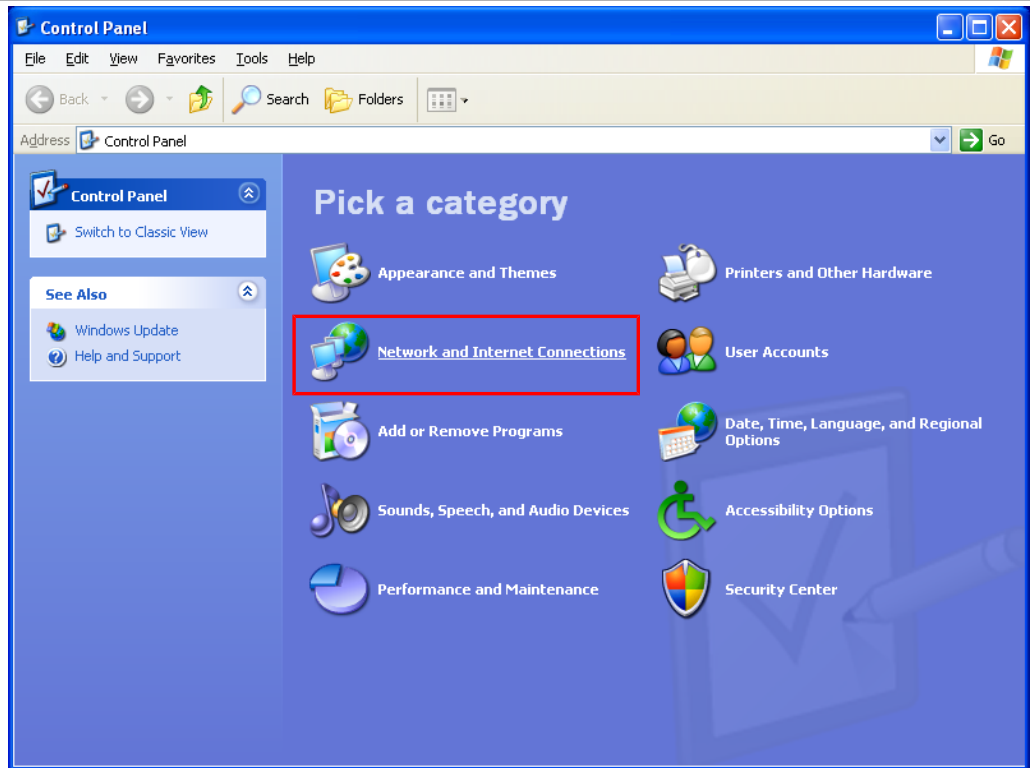 Control Panel
File Edit View Favorites Tools Help
Back Search Folders
Address Control Panel Go
Control Panel
Switch to Classic View
See Also
Windows Update
Help and Support
Pick a category
Appearance and Themes
Printers and Other Hardware
Network and Internet Connections
User Accounts
Add or Remove Programs
Date, Time, Language, and Regional
Options
Sounds, Speech, and Audio Devices
Accessibility Options
Performance and Maintenance
Security Center